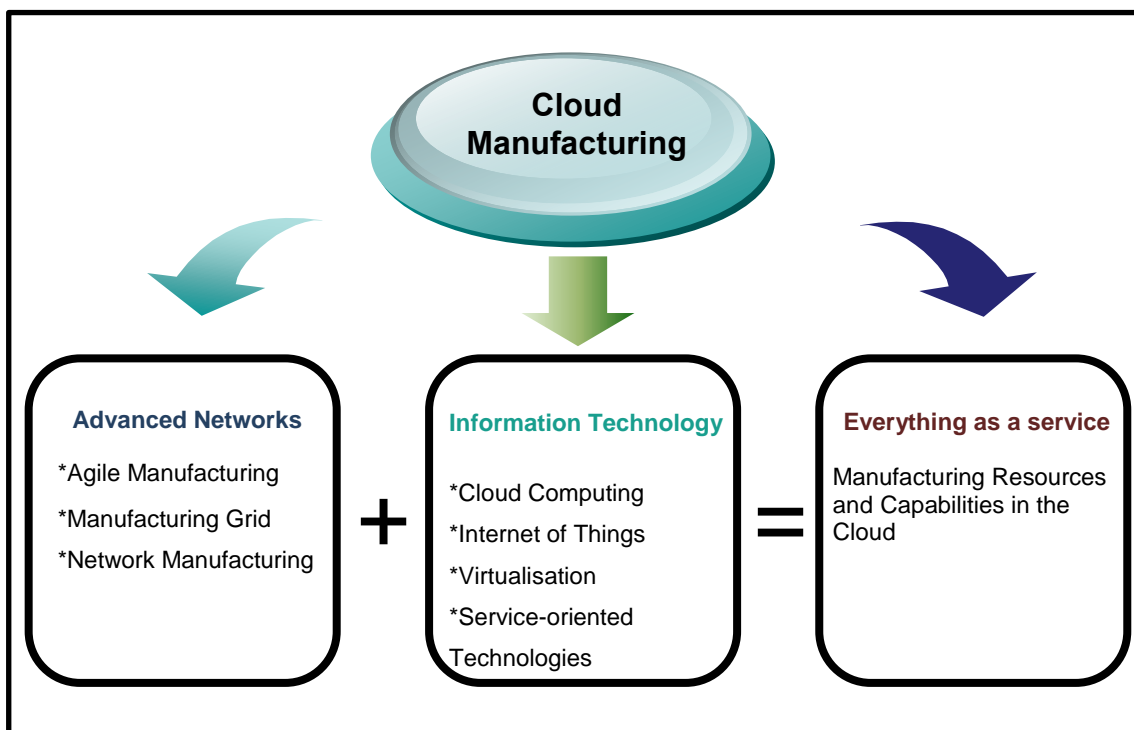 Cloud
Manufacturing
Advanced Networks
*Agile Manufacturing
*Manufacturing Grid
*Network Manufacturing
+
Information Technology
*Cloud Computing
*Internet of Things
*Virtualisation
*Service-oriented
Technologies
=
Everything as a service
Manufacturing Resources
and Capabilities in the
Cloud